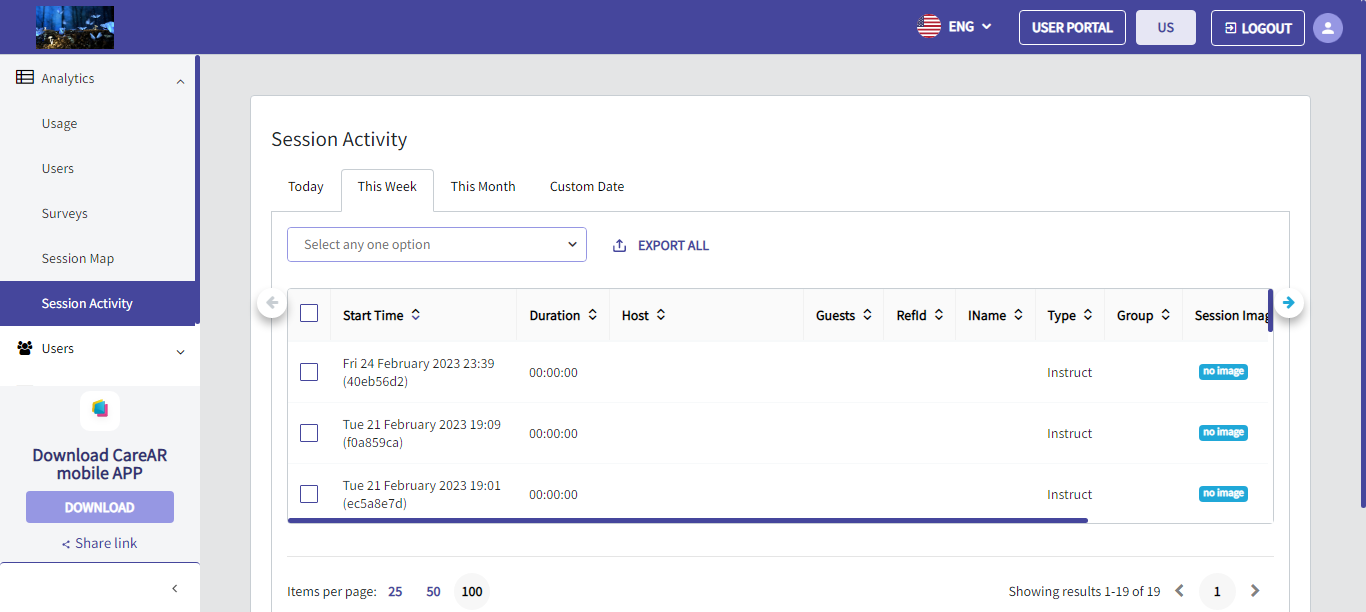 ENG
USER PORTAL
US
LOGOUT
Analytics
Usage
Users
Surveys
Session Map
Session Activity
Users
Download CareAR
mobile APP
DOWNLOAD
Share link
Session Activity
Today This Week This Month Custom Date
Select any one option EXPORT ALL
Start Time Duration Host Guests RefId IName Type Group Session Imag
Fri 24 February 2023 23:39
(40eb56d2) 00:00:00 Instruct no image
Tue 21 February 2023 19:09
(f0a859ca) 00:00:00 Instruct no image
Tue 21 February 2023 19:01
(ec5a8e7d) 00:00:00 Instruct no image
Items per page: 25 50 100 Showing results 1-19 of 19 1